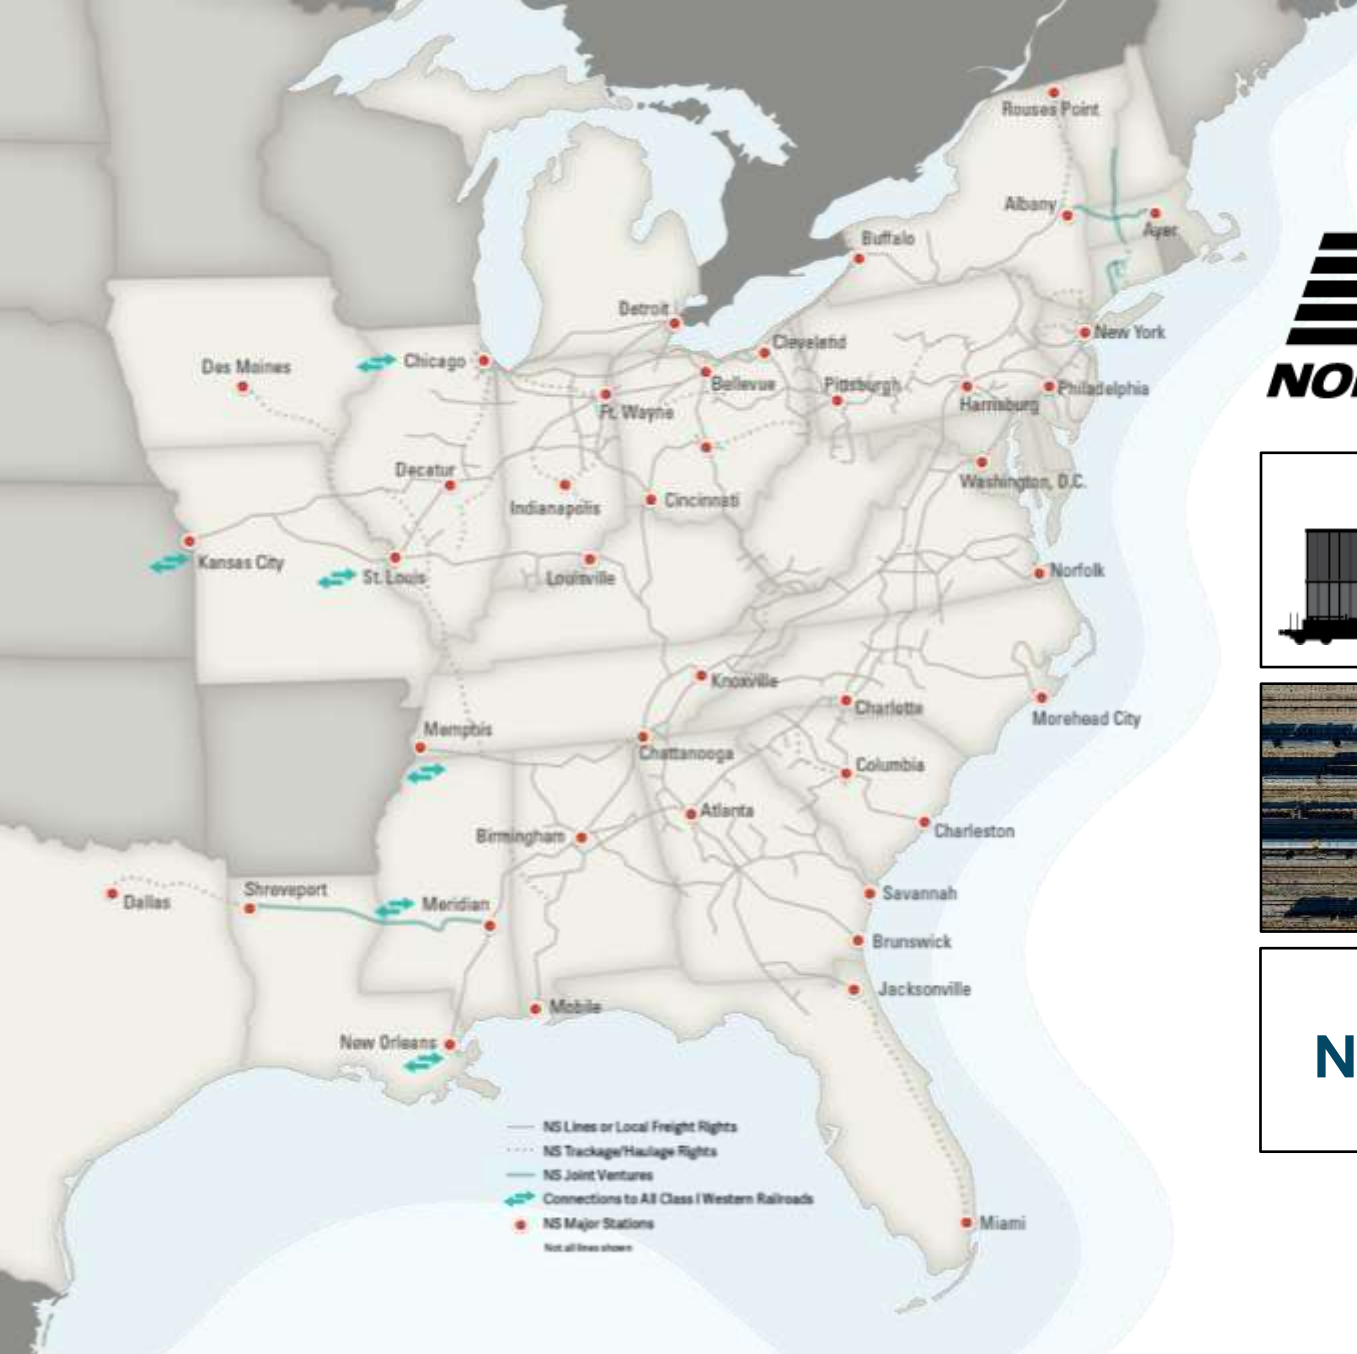 Rouses Point
Albany
Ayer
Buffalo
Detroit
Cleveland
New York
Chicago
Des Moines
Bellevue
Pittsburgh
Philadelphia
Ft. Wayne
Harrisburg
Decatur
Washington, D.C.
Indianapolis
Cincinnati
Kansas City
St. Louis
Louisville
Norfolk
Knoxville
Charlotte
Morehead City
Memphis
Chattanooga
Columbia
Atlanta
Birmingham
Charleston
Shreveport
Dallas
Meridian
Savannah
Brunswick
Jacksonville
Mobile
New Orleans
Miami
NS Lines or Local Freight Rights
NS Trackage/Haulage Rights
NS Joint Ventures
Connections to All Class I Western Railroads
NS Major Stations
Not all lines shown
NO
N